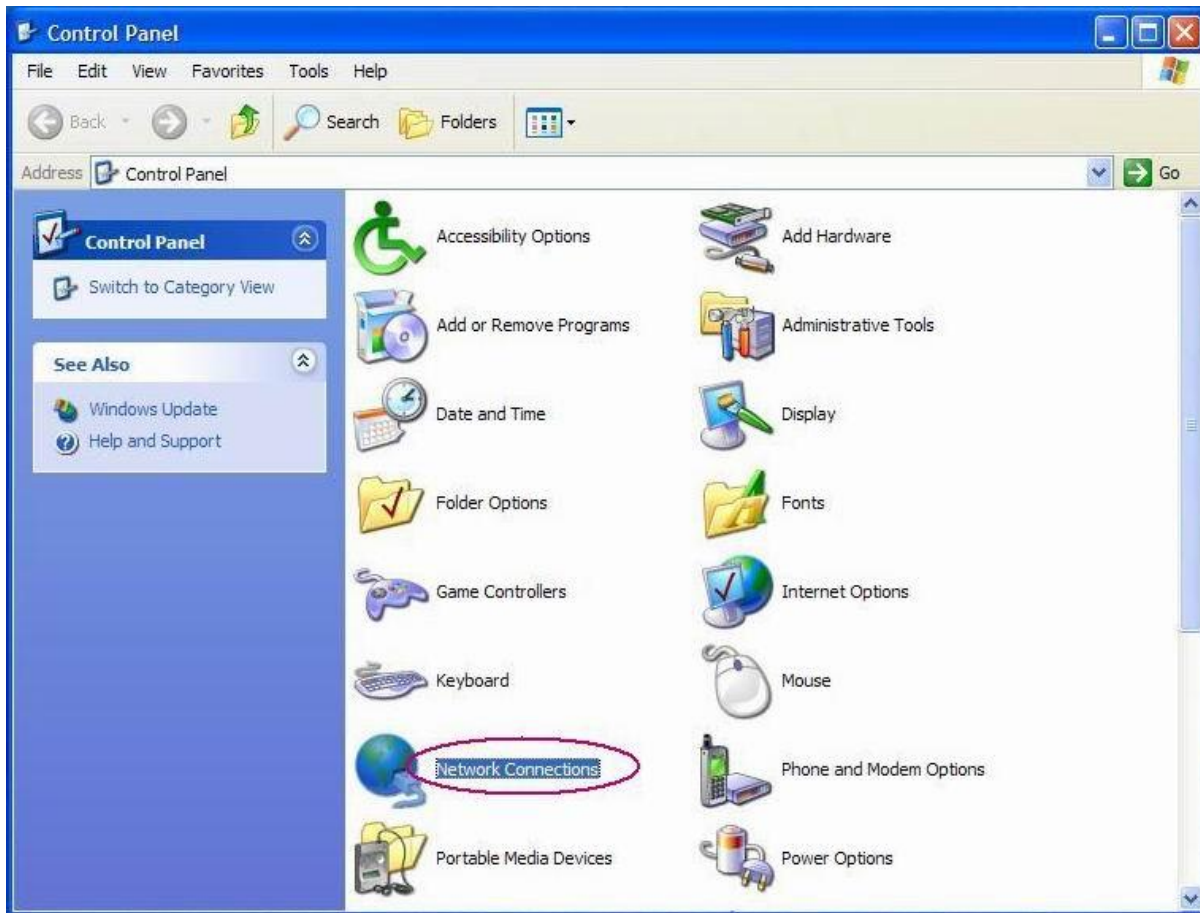 Control Panel
File Edit View Favorites Tools Help
Back Search Folders
Address Control Panel Go
Control Panel
Switch to Category View
See Also
Windows Update
Help and Support
Accessibility Options Add Hardware
Add or Remove Programs Administrative Tools
Date and Time Display
Folder Options Fonts
Game Controllers Internet Options
Keyboard Mouse
Network Connections Phone and Modem Options
Portable Media Devices Power Options